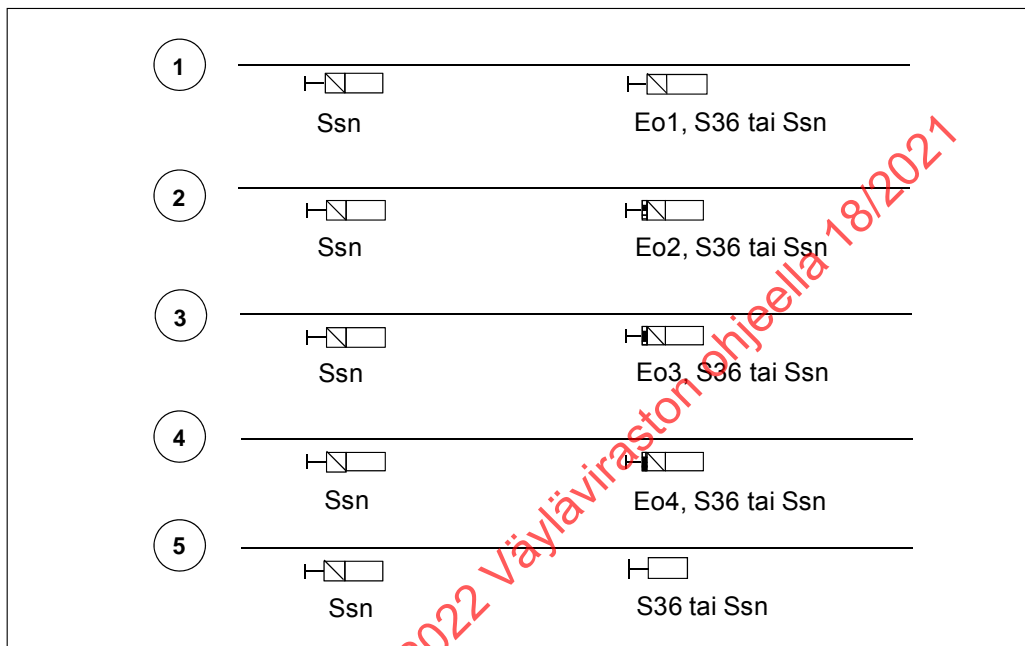 1
Ssn Eo1, S36 tai Ssn
2
Ssn Eo2, S36 tai Ssn
3
Ssn Eo3, S36 tai Ssn
4
Ssn Eo4, S36 tai Ssn
5
Ssn S36 tai Ssn
2022 Väyläviraston ohjeella 18/2021